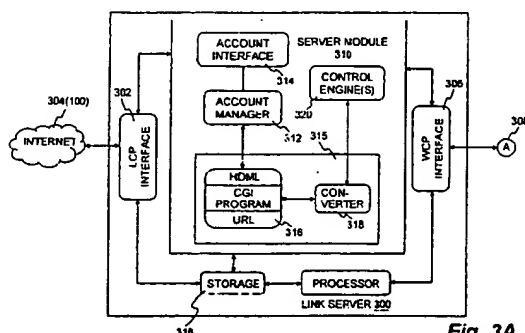 ACCOUNT
INTERFACE
314
SERVER MODULE
310
CONTROL
ENGINE(S)
320
304(100)
INTERNET
302
LCP
INTERFACE
ACCOUNT
MANAGER
312
306
WCP
INTERFACE
308
A
315
HDML
CGI
PROGRAM
URL
316
CON-
VERTER
318
STORAGE
318
PROCESSOR
LINK SERVER 300
Fig. 3A